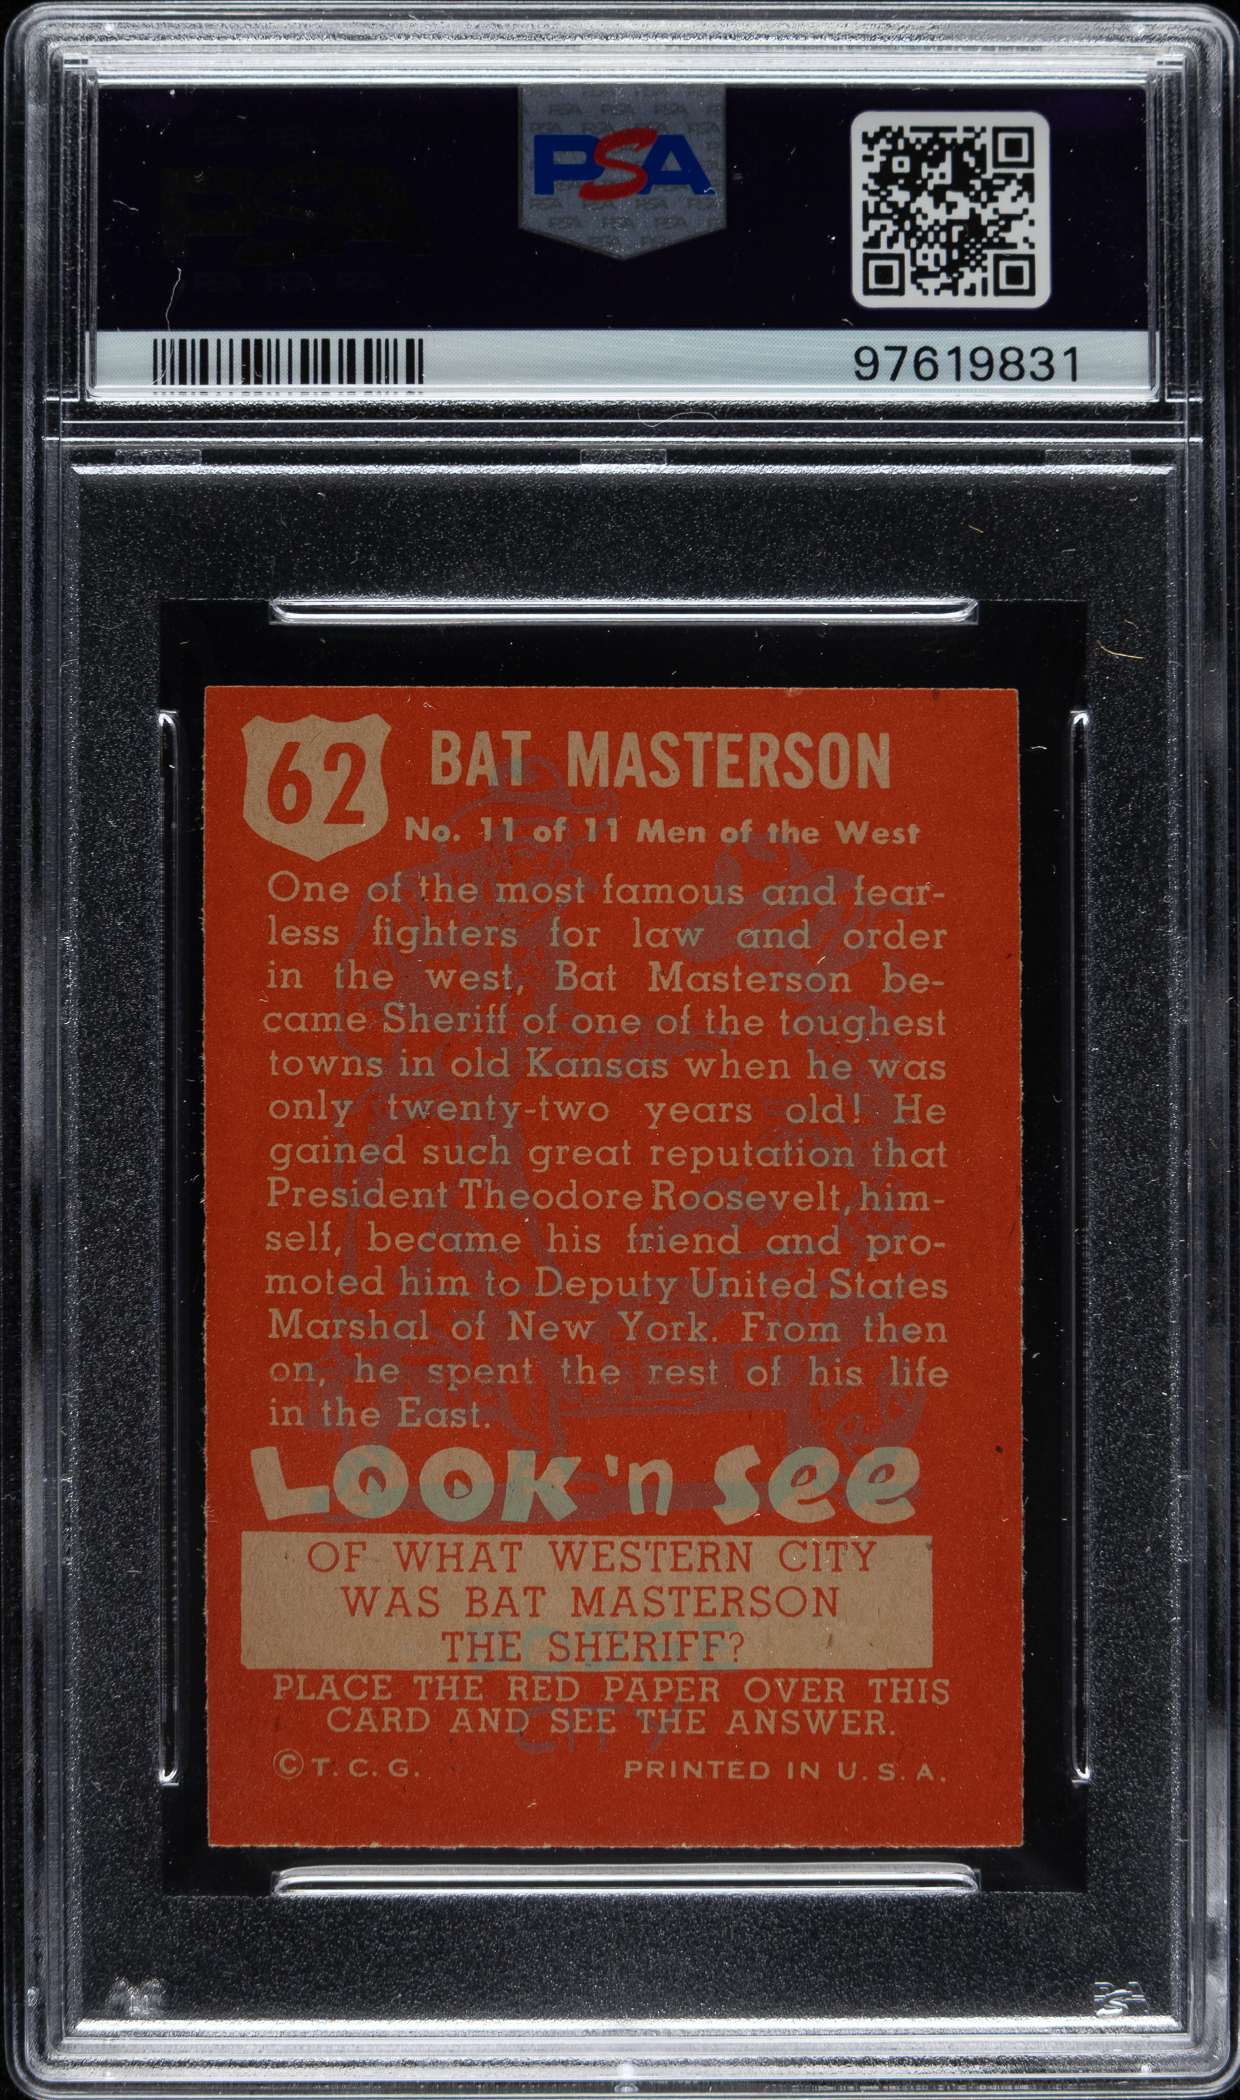 PSA
97619831
62
BAT MASTERSON
No. 11 of 11 Men of the West
One of the most famous and fear-
less fighters for law and order
in the west, Bat Masterson be-
came Sheriff of one of the toughest
towns in old Kansas when he was
only twenty-two years old! He
gained such great reputation that
President Theodore Roosevelt, him-
self, became his friend and pro-
moted him to Deputy United States
Marshal of New York. From then
on, he spent the rest of his life
in the East.
LOOK 'n SEE
OF WHAT WESTERN CITY
WAS BAT MASTERSON
THE SHERIFF?
DODGE
PLACE THE RED PAPER OVER THIS
CARD AND SEE THE ANSWER.
CITY
© T. C. G.
PRINTED IN U. S. A.
PSA